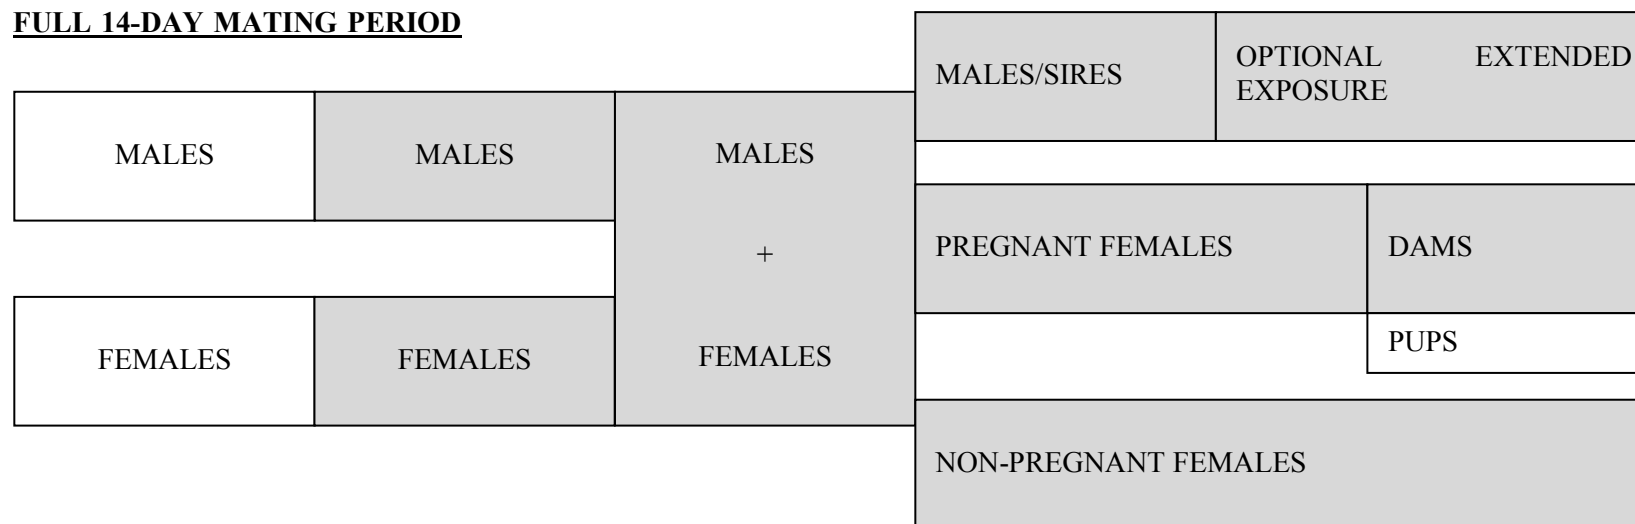 FULL 14-DAY MATING PERIOD
MALES/SIRES
OPTIONAL EXTENDED
EXPOSURE
MALES
MALES
MALES
+
FEMALES
FEMALES
FEMALES
PREGNANT FEMALES
DAMS
PUPS
NON-PREGNANT FEMALES